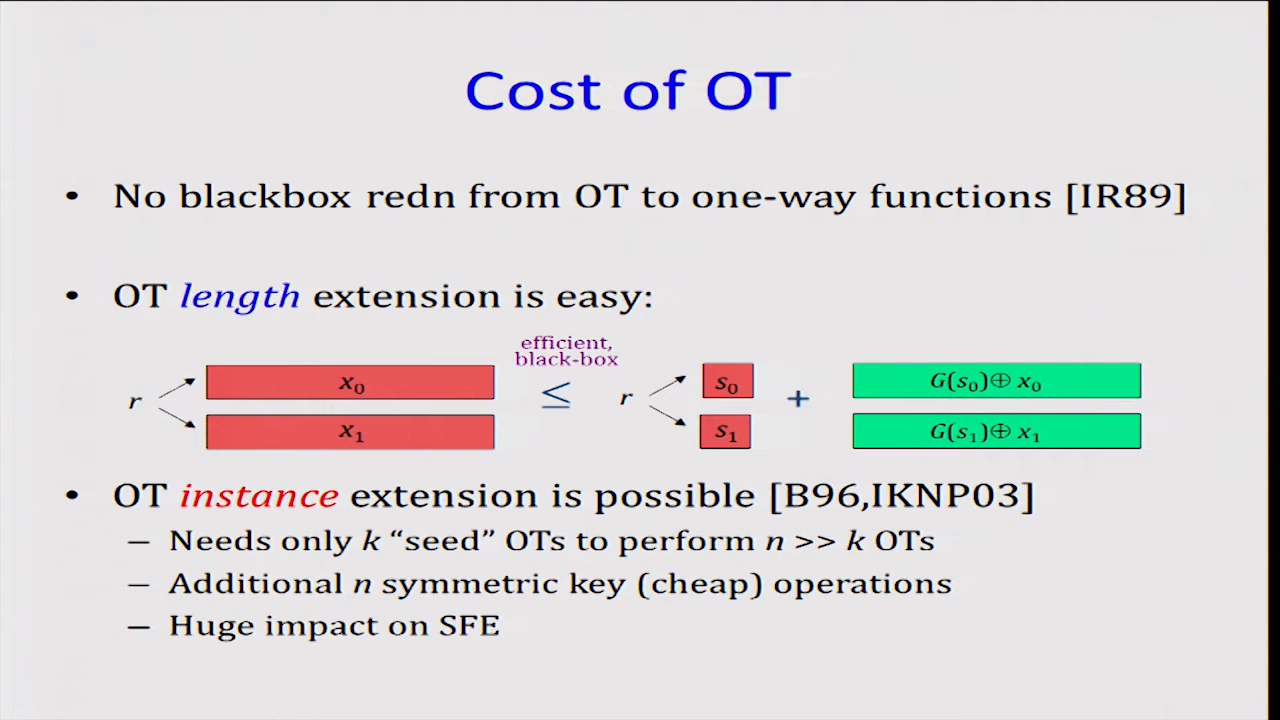 Cost of OT
• No blackbox redn from OT to one-way functions [IR89]
• OT length extension is easy:
efficient,
black-box
r x₀ x₁ ≤ r s₀ s₁ + G(s₀)⊕ x₀ G(s₁)⊕ x₁
• OT instance extension is possible [B96,IKNP03]
– Needs only k “seed” OTs to perform n >> k OTs
– Additional n symmetric key (cheap) operations
– Huge impact on SFE